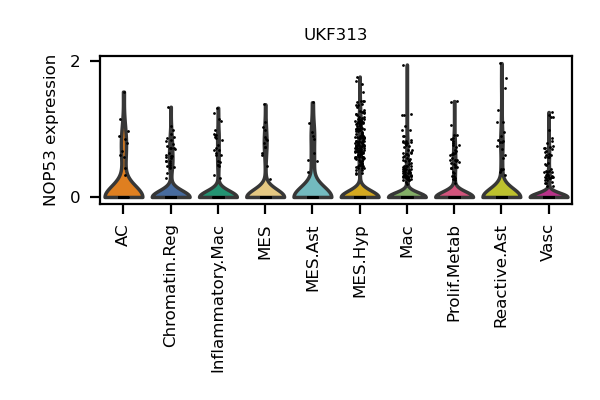 UKF313
NOP53 expression
2
0
AC
Chromatin.Reg
Inflammatory.Mac
MES
MES.Ast
MES.Hyp
Mac
Prolif.Metab
Reactive.Ast
Vasc